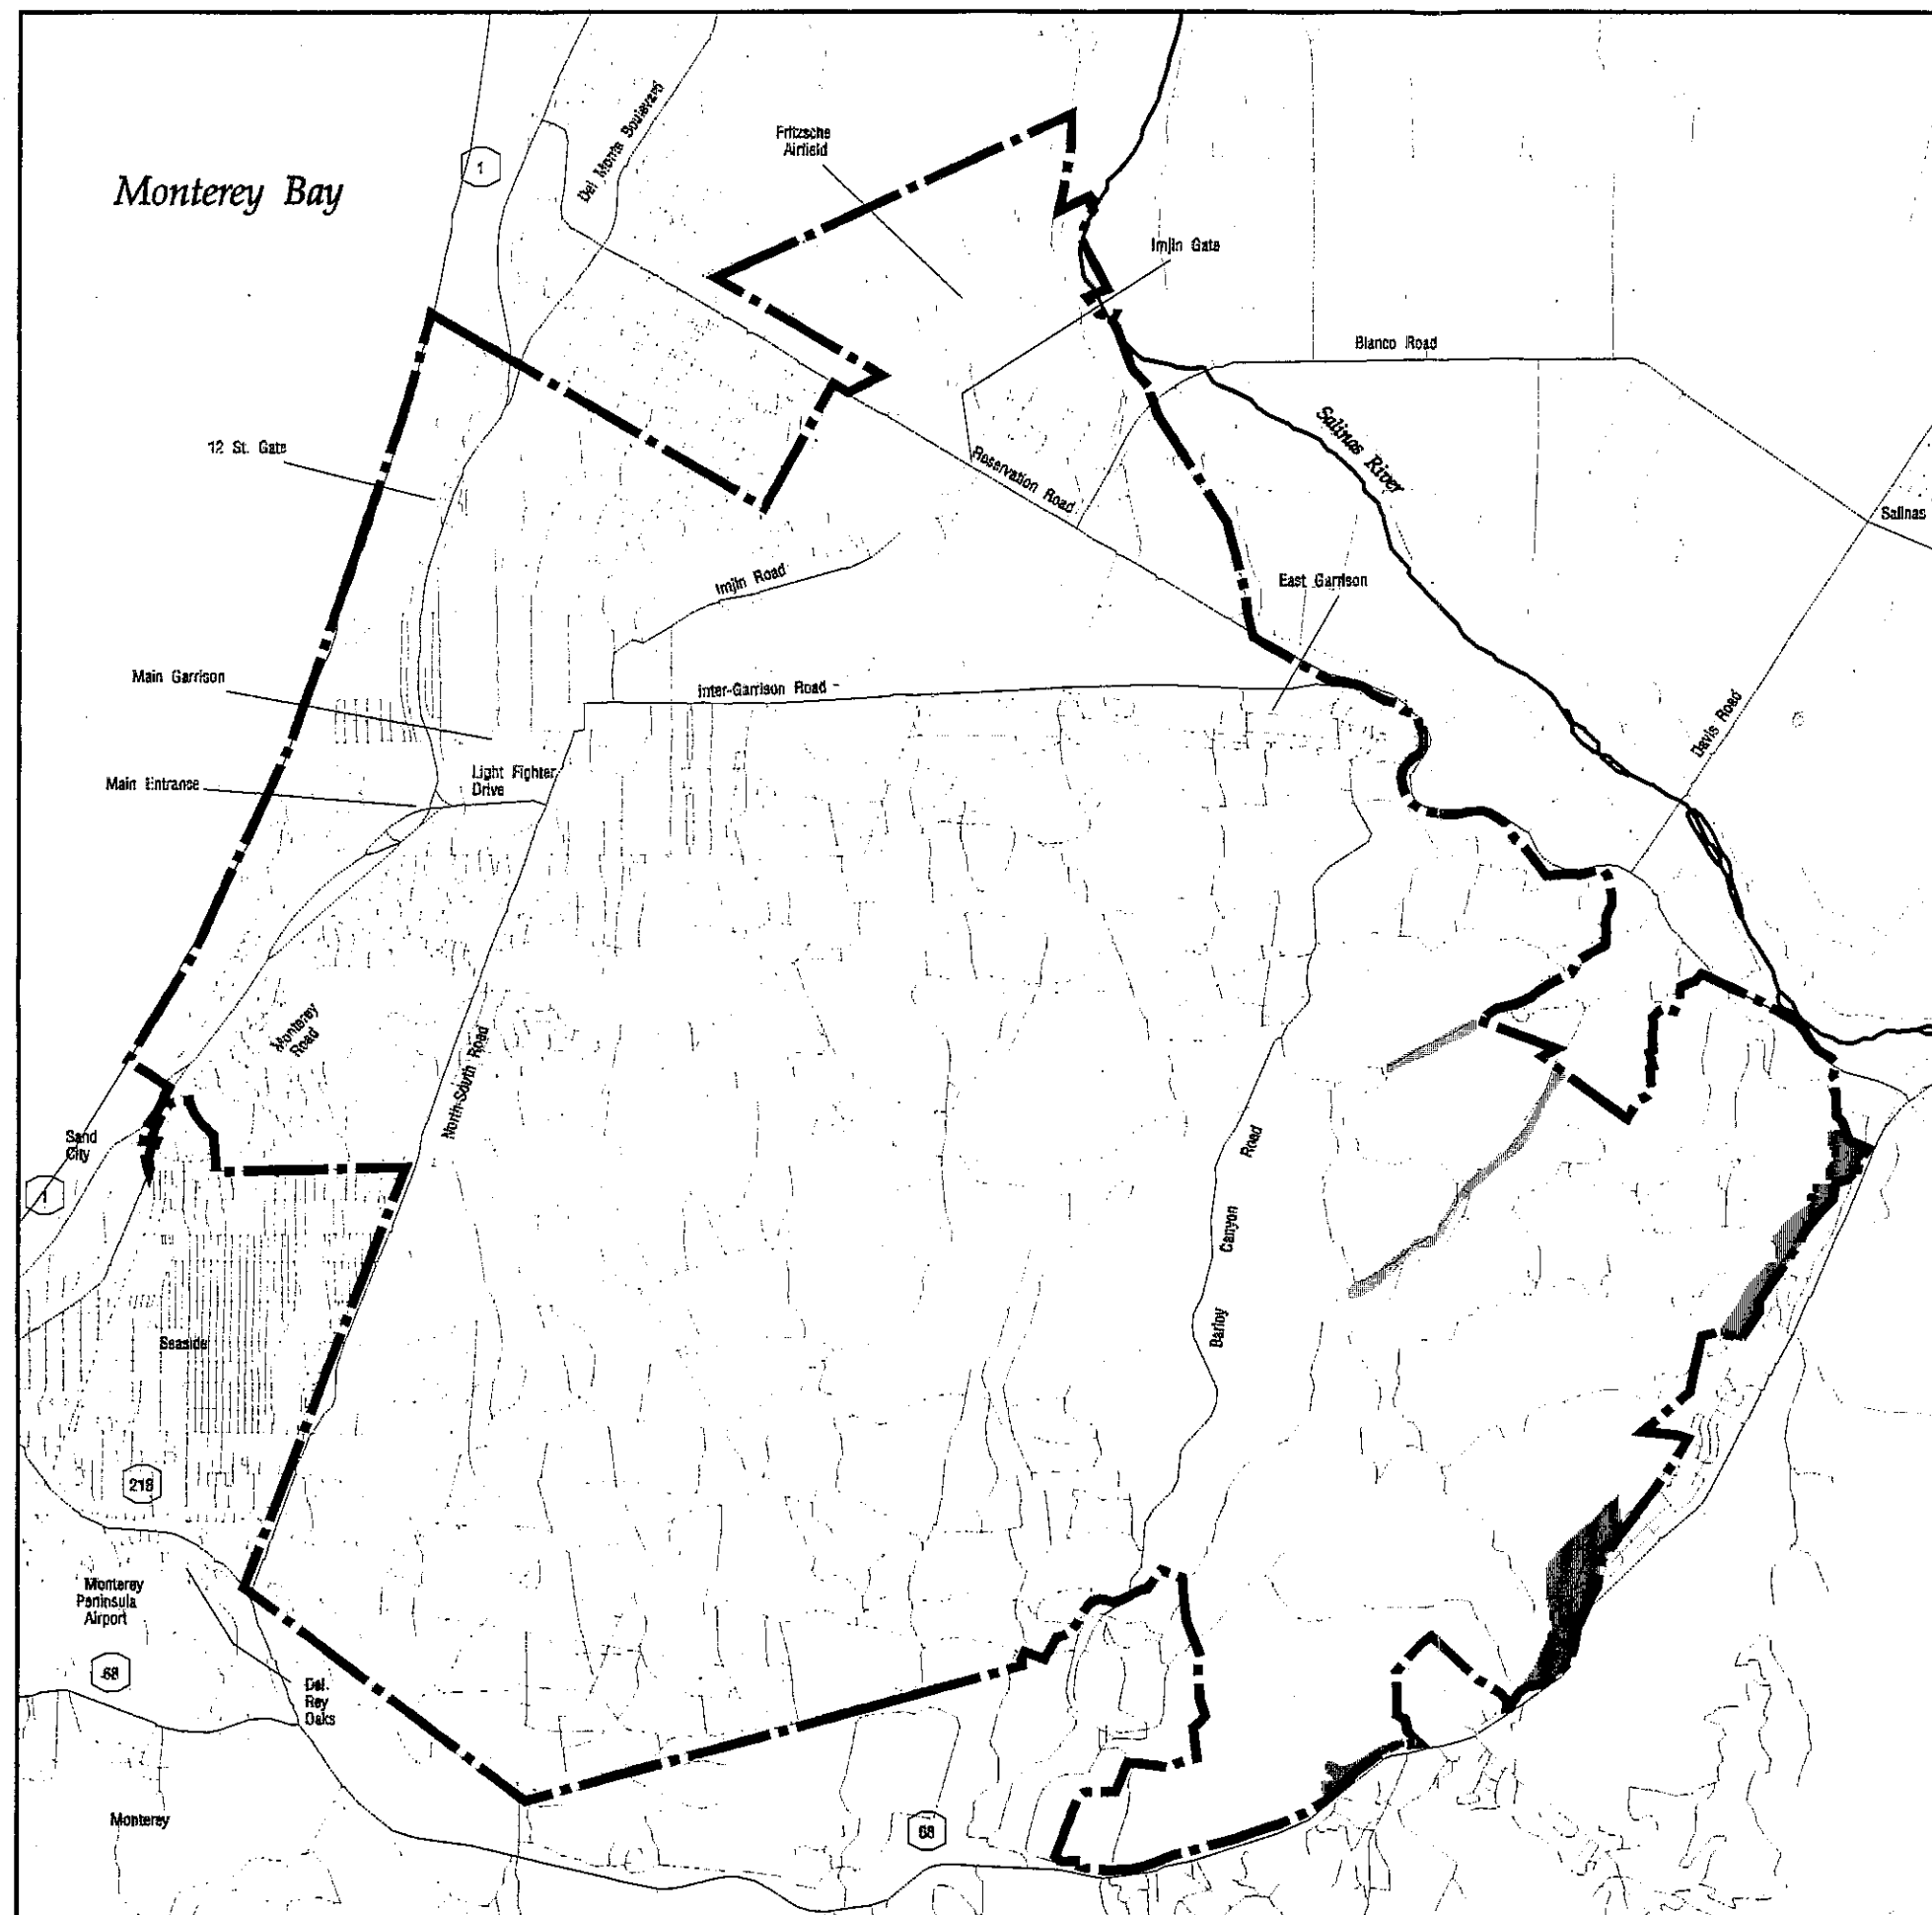 Monterey Bay
1
Del Monte Boulevard
Fritzsche
Airfield
Imjin Gate
Blanco Road
Salinas River
12 St. Gate
Reservation Road
Salinas
Imjin Road
East Garrison
Main Garrison
Inter-Garrison Road
Davis Road
Light Fighter
Drive
Main Entrance
Monterey
Road
North-South Road
Sand
City
1
Barloy Canyon Road
Seaside
218
Monterey
Peninsula
Airport
68
Del
Rey
Oaks
Monterey
68